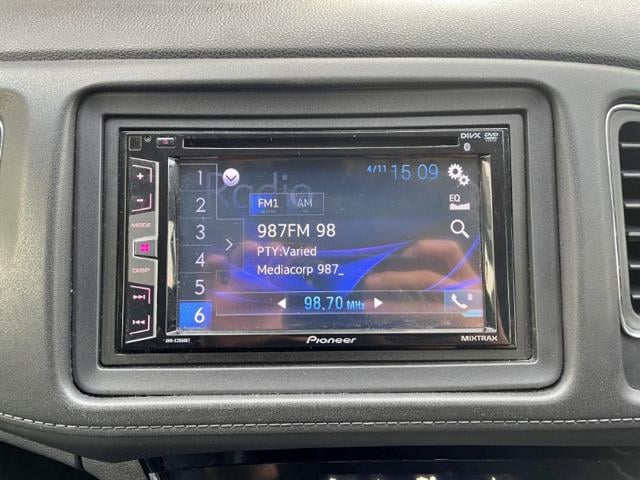 DIVX DVD VIDEO
1 Radio 4/11 15 09
2 FM1 AM EQ
3 987FM 98
PTY:Varied
4 Mediacorp 987_
5 98.70 MHz
6
+
−
MODE
DISP
Pioneer
MIXTRAX